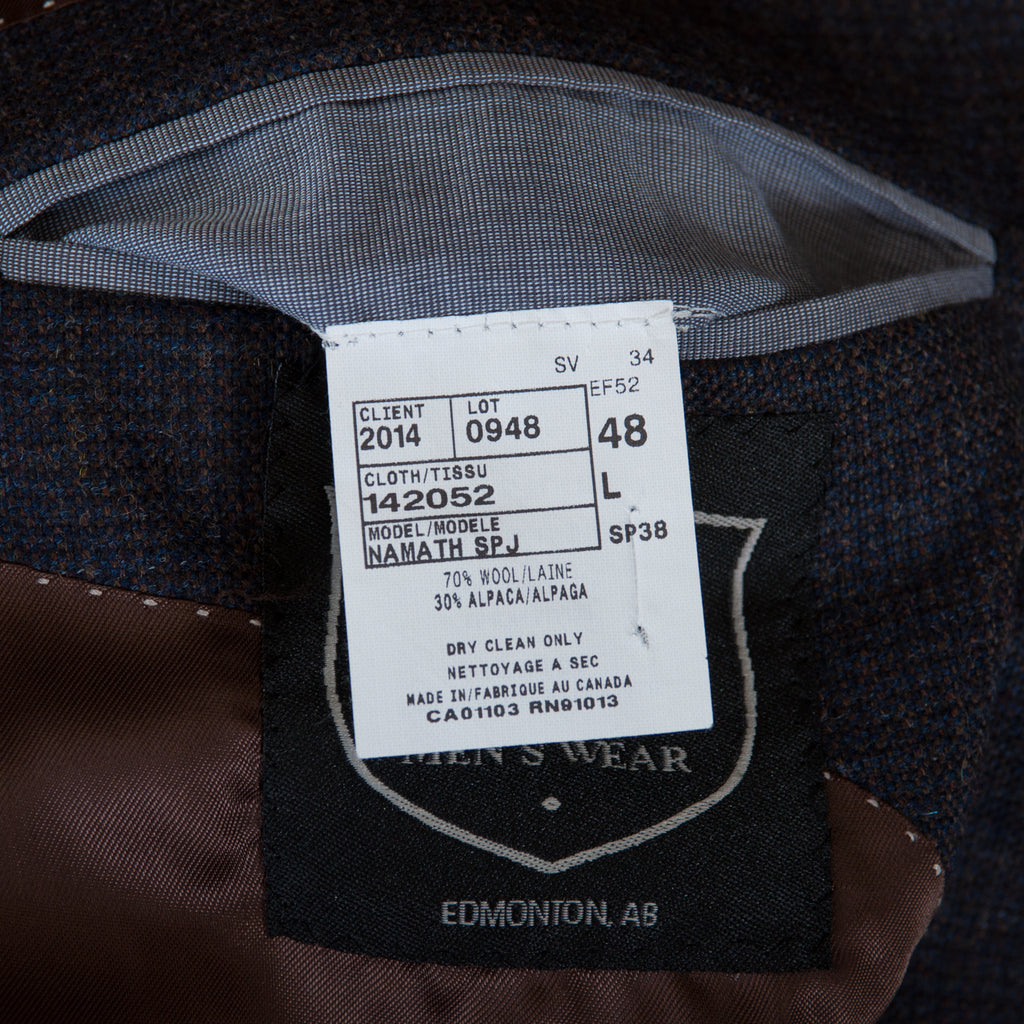 SV 34
EF52
CLIENT LOT
2014 0948 48
CLOTH/TISSU
142052 L
MODEL/MODELE
NAMATH SPJ SP38
70% WOOL/LAINE
30% ALPACA/ALPAGA
DRY CLEAN ONLY
NETTOYAGE A SEC
MADE IN/FABRIQUE AU CANADA
CA01103 RN91013
MEN'S WEAR
EDMONTON, AB